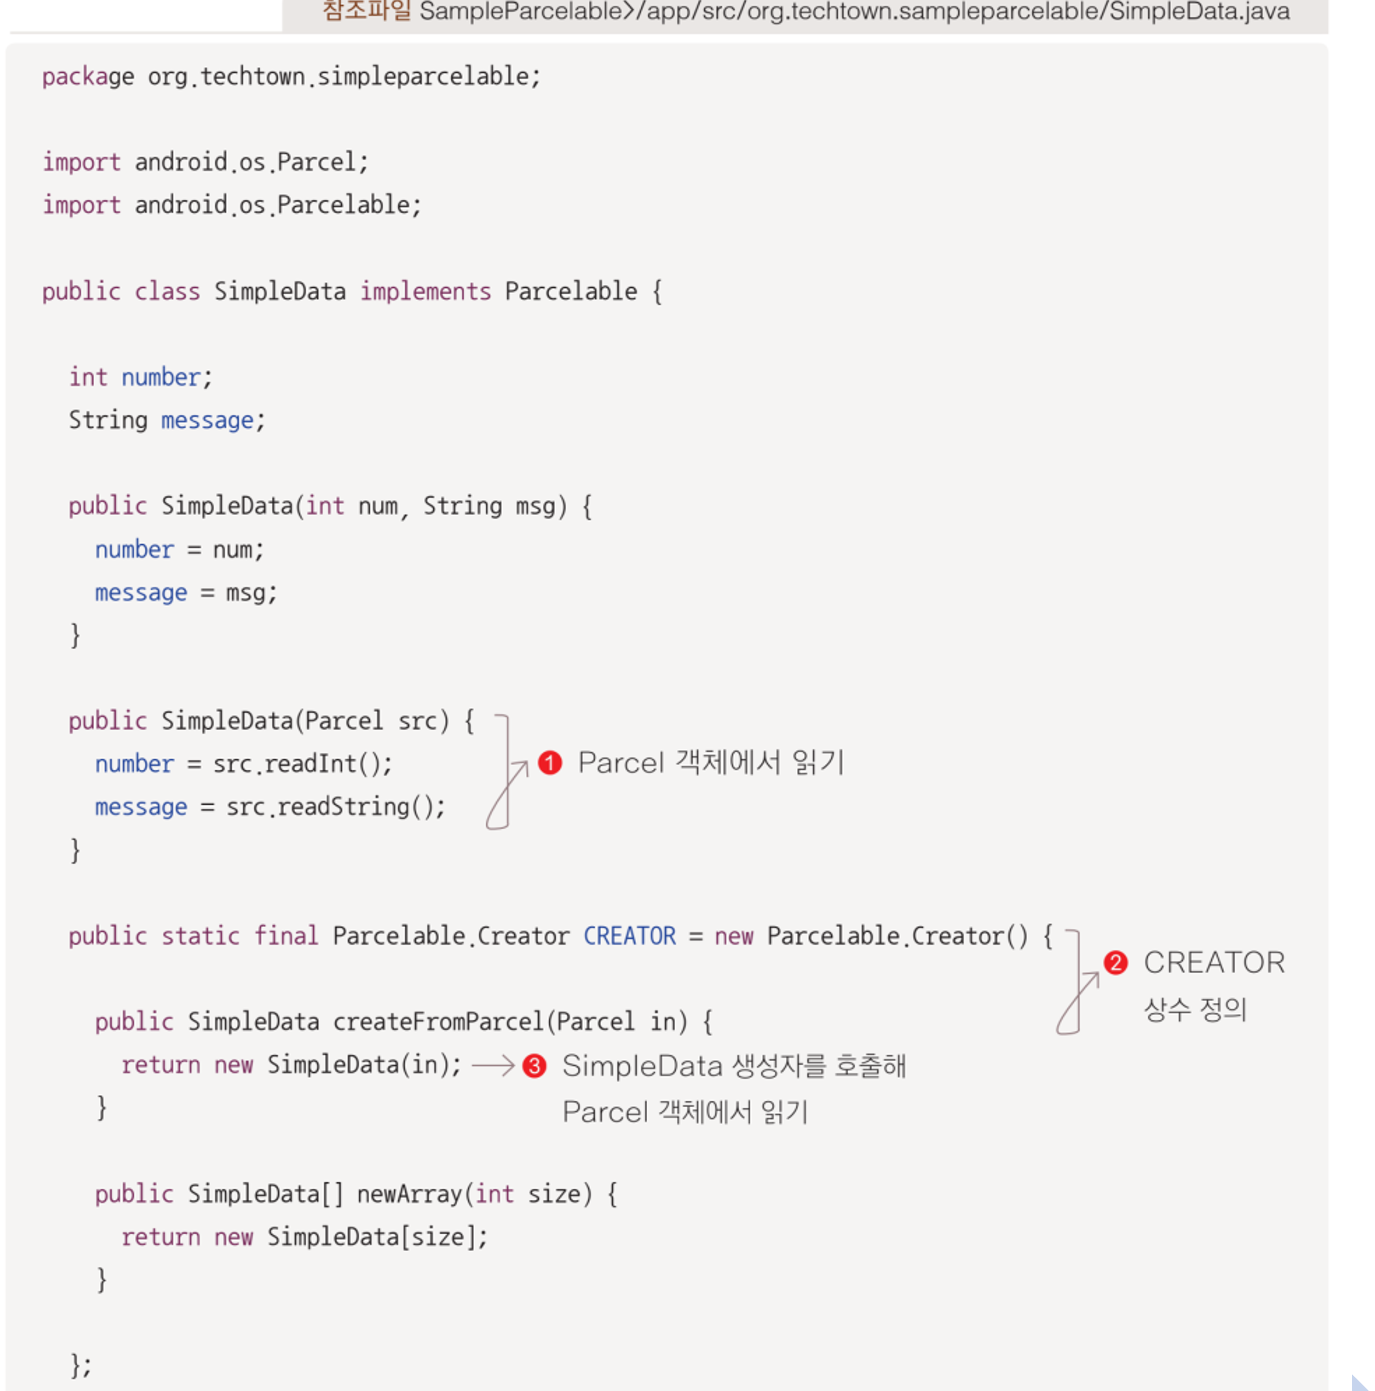 참조파일 SampleParcelable>/app/src/org.techtown.sampleparcelable/SimpleData.java
package org.techtown.simpleparcelable;
import android.os.Parcel;
import android.os.Parcelable;
public class SimpleData implements Parcelable {
int number;
String message;
public SimpleData(int num, String msg) {
number = num;
message = msg;
}
public SimpleData(Parcel src) {
number = src.readInt();
❶ Parcel 객체에서 읽기
message = src.readString();
}
public static final Parcelable.Creator CREATOR = new Parcelable.Creator() {
❷ CREATOR
상수 정의
public SimpleData createFromParcel(Parcel in) {
return new SimpleData(in); → ❸ SimpleData 생성자를 호출해
Parcel 객체에서 읽기
}
public SimpleData[] newArray(int size) {
return new SimpleData[size];
}
};